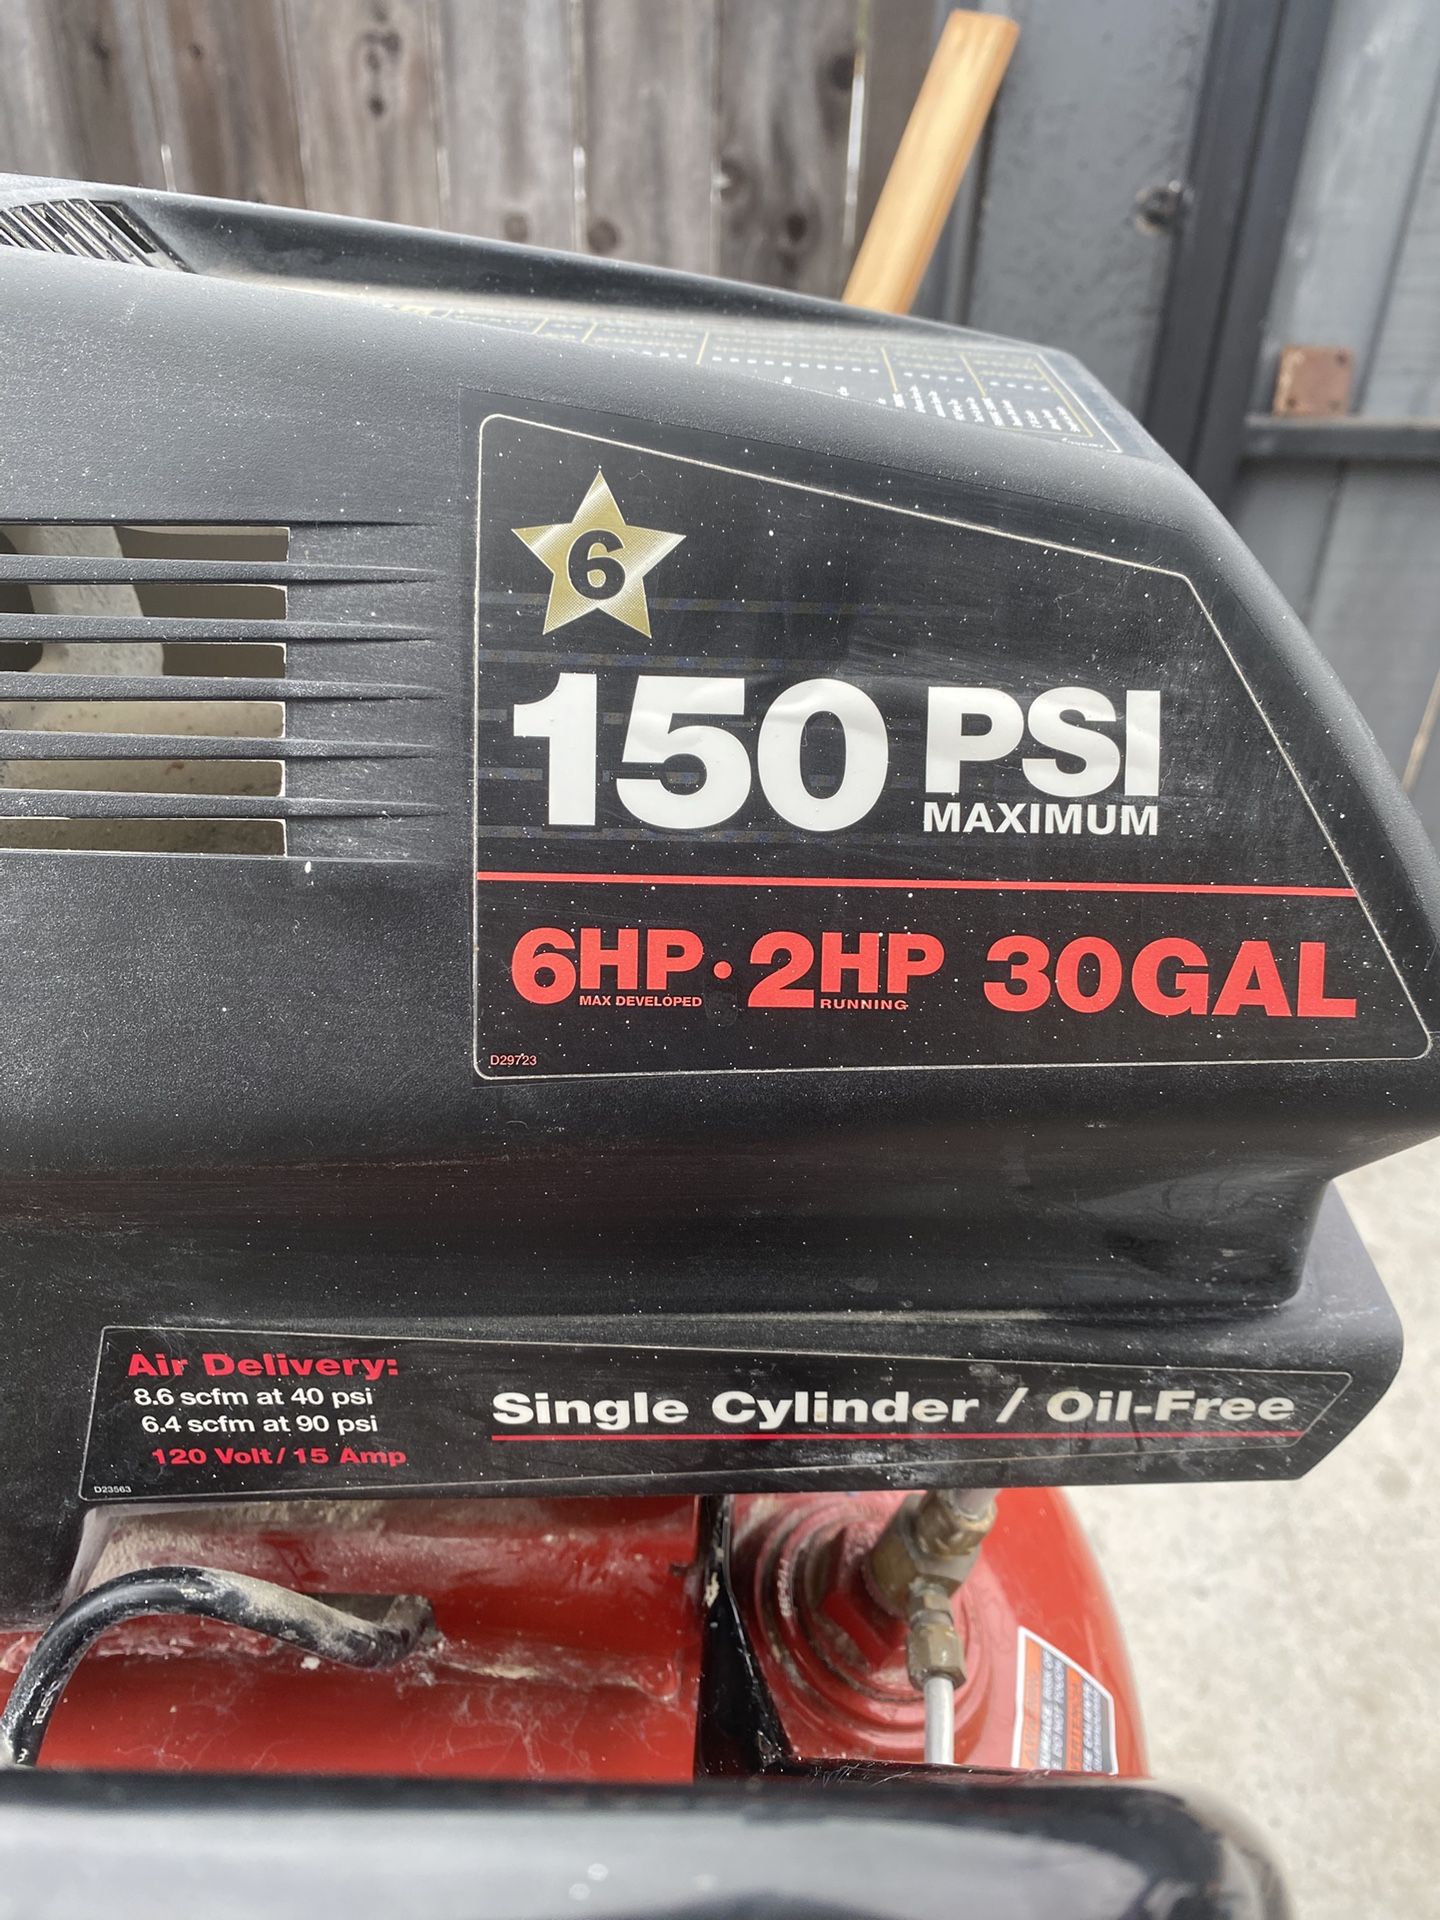 6
150 PSI
MAXIMUM
6HP • 2HP 30GAL
MAX DEVELOPED RUNNING
D29723
Air Delivery:
8.6 scfm at 40 psi
6.4 scfm at 90 psi
120 Volt/15 Amp
D23563
Single Cylinder / Oil-Free
105°C